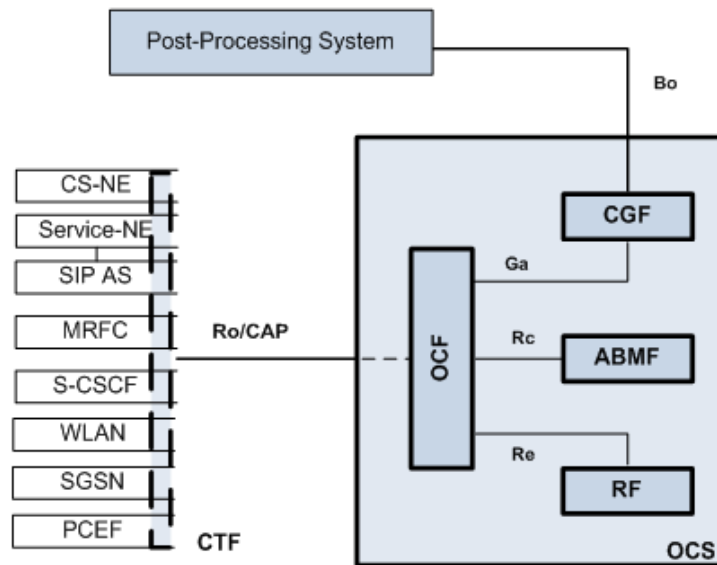 Post-Processing System
Bo
CS-NE
Service-NE
SIP AS
MRFC
S-CSCF
WLAN
SGSN
PCEF
CTF
Ro/CAP
OCF
Ga
Rc
Re
CGF
ABMF
RF
OCS